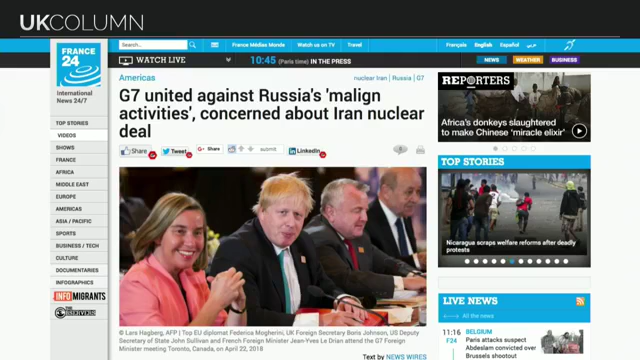 UKCOLUMN
FRANCE 24
International News 24/7
Search...
France Médias Monde
Watch us on TV
Travel
Français
English
Español
عربي
WATCH LIVE
10:45 (Paris time) IN THE PRESS
NEWS
WEATHER
BUSINESS
TOP STORIES
VIDEOS
SHOWS
FRANCE
AFRICA
MIDDLE EAST
EUROPE
AMERICAS
ASIA / PACIFIC
SPORTS
BUSINESS / TECH
CULTURE
DOCUMENTARIES
INFOGRAPHICS
INFOMIGRANTS
THE OBSERVERS
Americas
nuclear Iran | Russia | G7
G7 united against Russia's 'malign
activities', concerned about Iran nuclear
deal
Share
Tweet
Share
submit
LinkedIn
© Lars Hagberg, AFP | Top EU diplomat Federica Mogherini, UK Foreign Secretary Boris Johnson, US Deputy
Secretary of State John Sullivan and French Foreign Minister Jean-Yves Le Drian attend the G7 Foreign
Minister meeting Toronto, Canada, on April 22, 2018
Text by NEWS WIRES
REPORTERS
Africa's donkeys slaughtered
to make Chinese 'miracle elixir'
TOP STORIES
Nicaragua scraps welfare reforms after deadly
protests
LIVE NEWS
All the news
11:16
F24
BELGIUM
Paris attacks suspect
Abdeslam convicted over
Brussels shootout